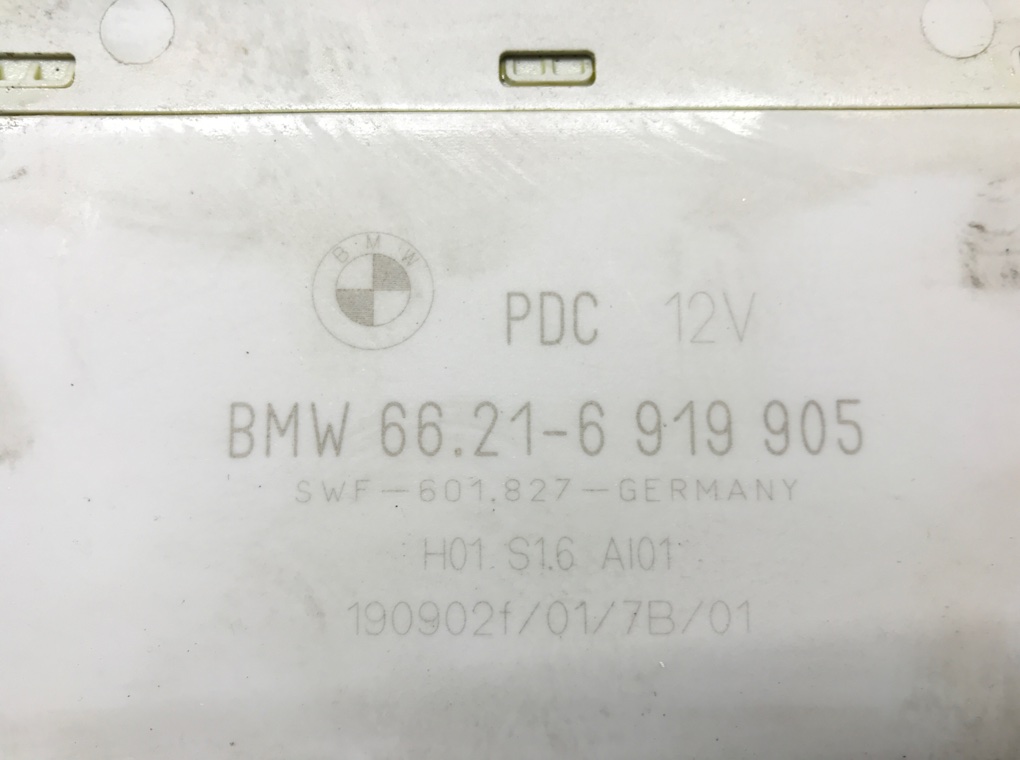 BMW
PDC 12V
BMW 66.21-6 919 905
SWF-601.827-GERMANY
H01 S1.6 AI01
190902f/01/7B/01